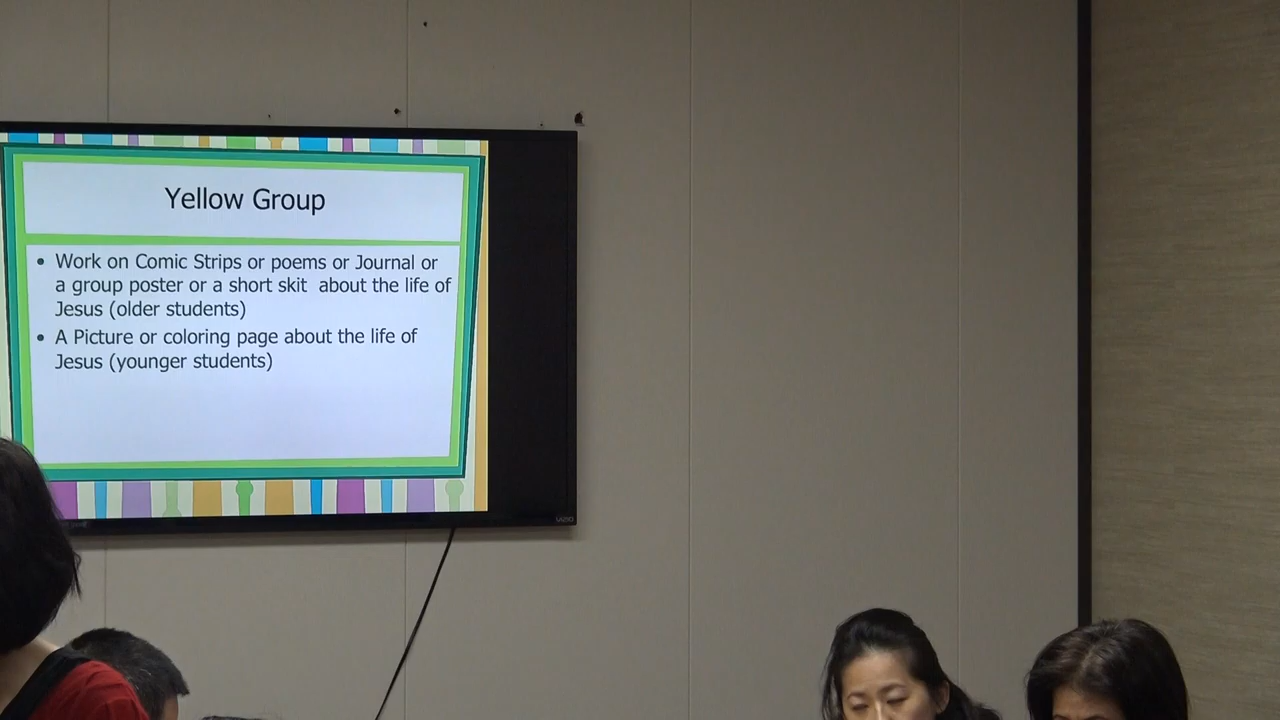 Yellow Group
• Work on Comic Strips or poems or Journal or
a group poster or a short skit  about the life of
Jesus (older students)
• A Picture or coloring page about the life of
Jesus (younger students)
VIZIO